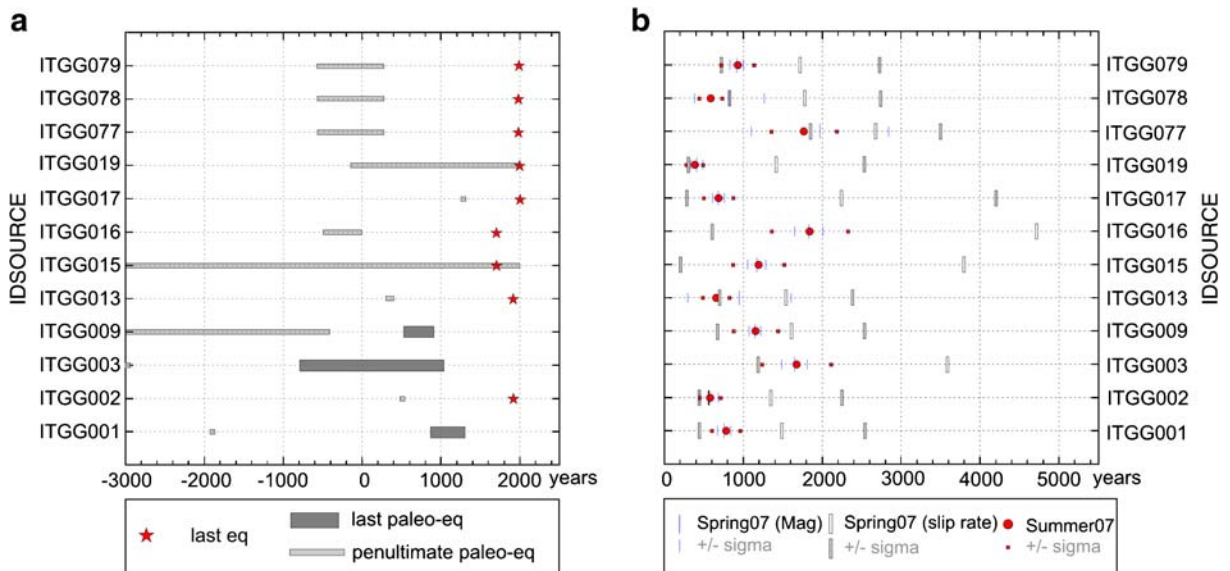 a
IDSOURCE
ITGG079
ITGG078
ITGG077
ITGG019
ITGG017
ITGG016
ITGG015
ITGG013
ITGG009
ITGG003
ITGG002
ITGG001
-3000 -2000 -1000 0 1000 2000 years
last eq
last paleo-eq
penultimate paleo-eq
b
ITGG079
ITGG078
ITGG077
ITGG019
ITGG017
ITGG016
ITGG015
ITGG013
ITGG009
ITGG003
ITGG002
ITGG001
IDSOURCE
0 1000 2000 3000 4000 5000 years
Spring07 (Mag) Spring07 (slip rate) Summer07
+/- sigma +/- sigma +/- sigma